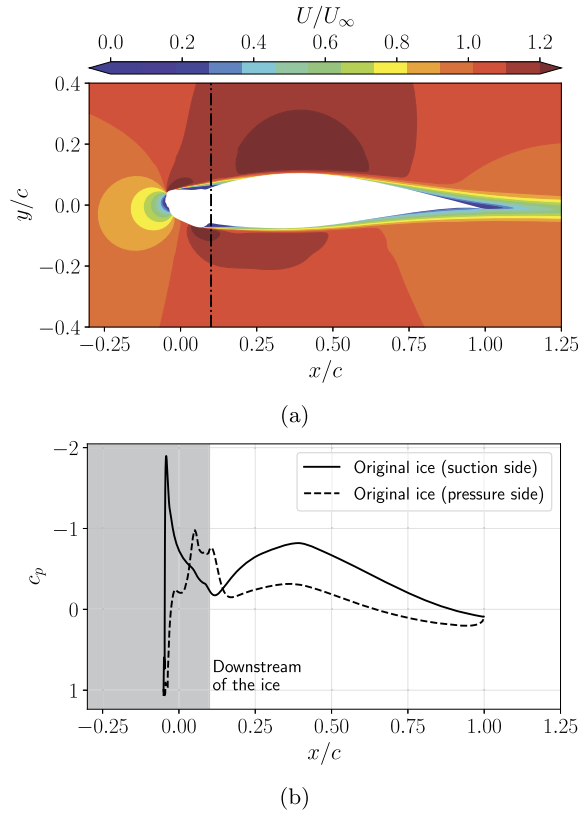 U/U∞
0.0 0.2 0.4 0.6 0.8 1.0 1.2
0.4
0.2
0.0
−0.2
−0.4
y/c
−0.25 0.00 0.25 0.50 0.75 1.00 1.25
x/c
(a)
−2
−1
0
1
c_p
Original ice (suction side)
Original ice (pressure side)
Downstream
of the ice
−0.25 0.00 0.25 0.50 0.75 1.00 1.25
x/c
(b)